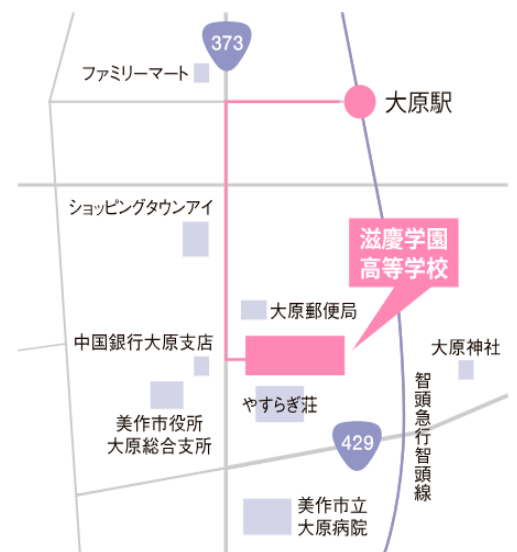 373
ファミリーマート
大原駅
ショッピングタウンアイ
滋慶学園
高等学校
大原郵便局
中国銀行大原支店
大原神社
やすらぎ荘
智頭急行智頭線
美作市役所
大原総合支所
429
美作市立
大原病院